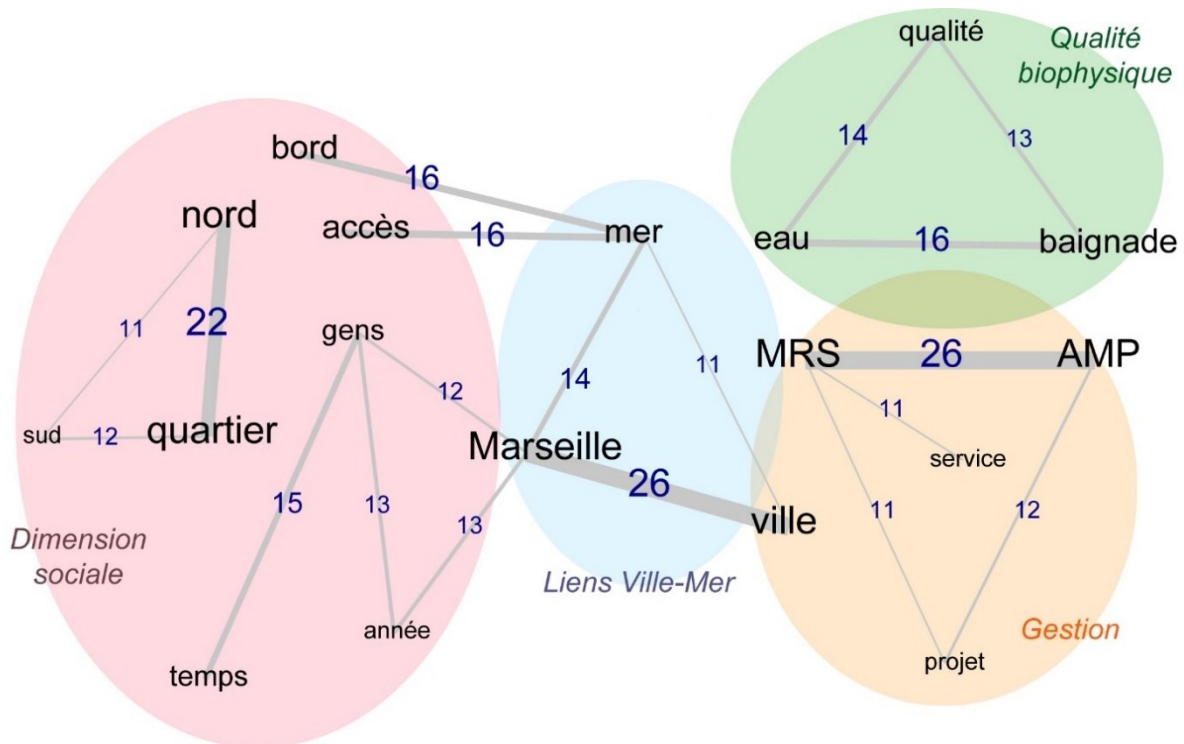 qualité
Qualité
biophysique
14
13
eau
16
baignade
bord
16
nord
accès
16
mer
11
22
gens
12
14
11
sud
12
quartier
Marseille
26
ville
15
13
13
Dimension
sociale
Liens Ville-Mer
année
temps
MRS
26
AMP
11
service
11
12
Gestion
projet